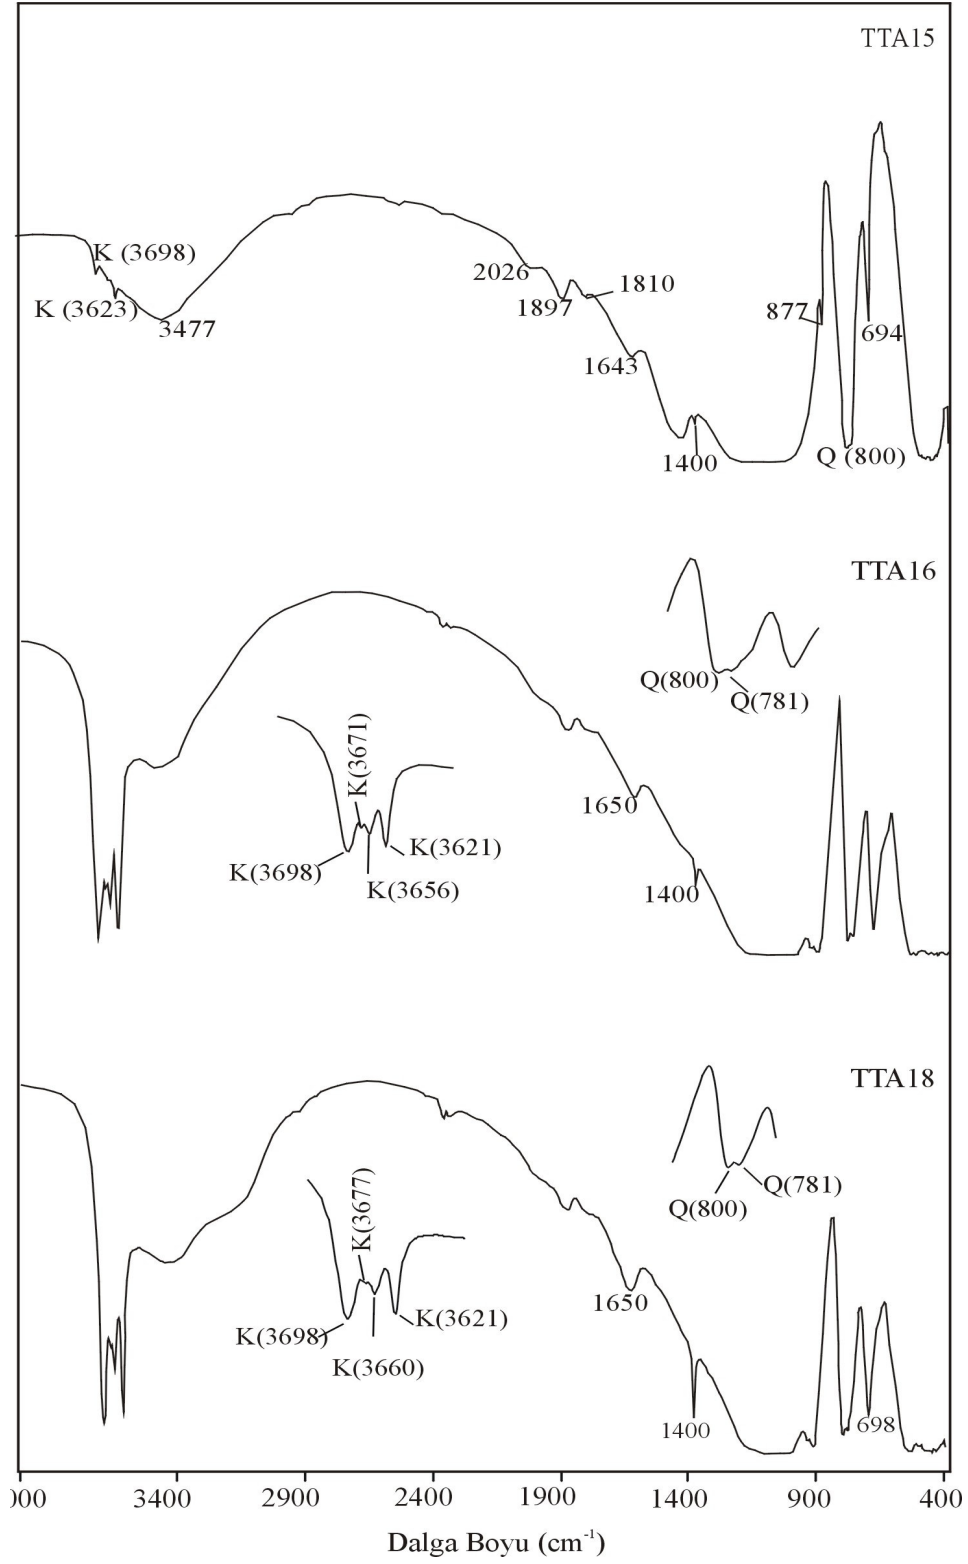 TTA15
K (3698)
K (3623)
3477
2026
1897
1810
1643
1400
877
694
Q (800)
TTA16
Q(800)
Q(781)
K(3671)
K(3698)
K(3621)
K(3656)
1650
1400
TTA18
Q(800)
Q(781)
K(3677)
K(3698)
K(3621)
K(3660)
1650
1400
698
000 3400 2900 2400 1900 1400 900 400
Dalga Boyu (cm⁻¹)